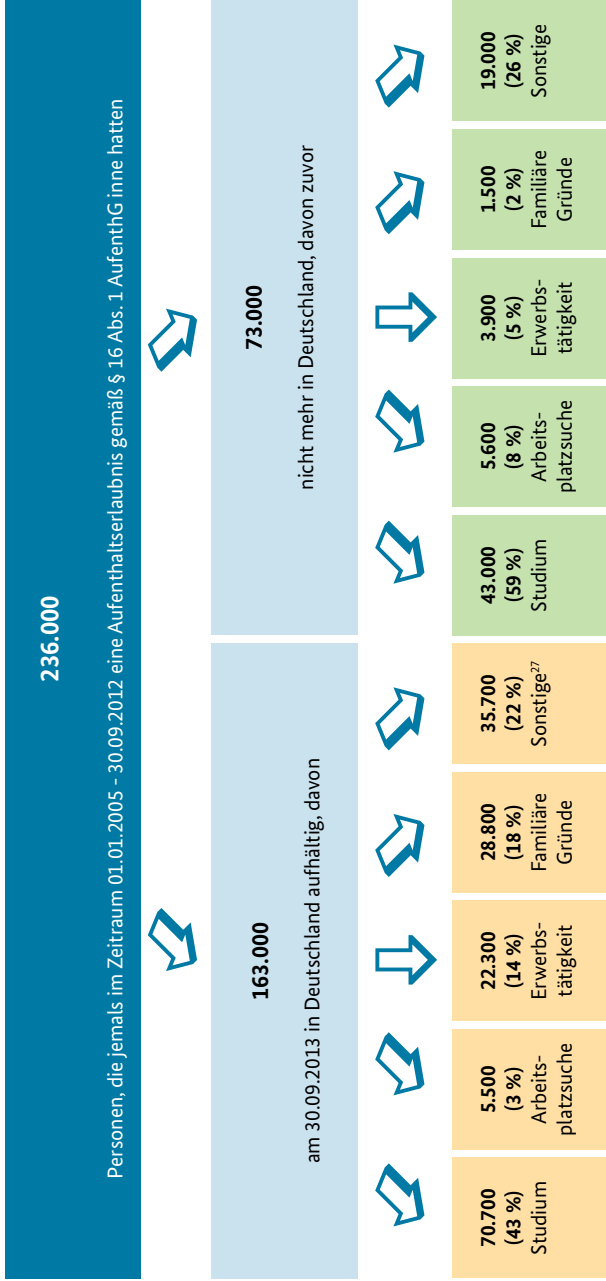 236.000
Personen, die jemals im Zeitraum 01.01.2005 - 30.09.2012 eine Aufenthaltserlaubnis gemäß § 16 Abs. 1 AufenthG inne hatten
163.000
am 30.09.2013 in Deutschland aufhältig, davon
73.000
nicht mehr in Deutschland, davon zuvor
70.700
(43 %)
Studium
5.500
(3 %)
Arbeits-
platzsuche
22.300
(14 %)
Erwerbs-
tätigkeit
28.800
(18 %)
Familiäre
Gründe
35.700
(22 %)
Sonstige27
43.000
(59 %)
Studium
5.600
(8 %)
Arbeits-
platzsuche
3.900
(5 %)
Erwerbs-
tätigkeit
1.500
(2 %)
Familiäre
Gründe
19.000
(26 %)
Sonstige